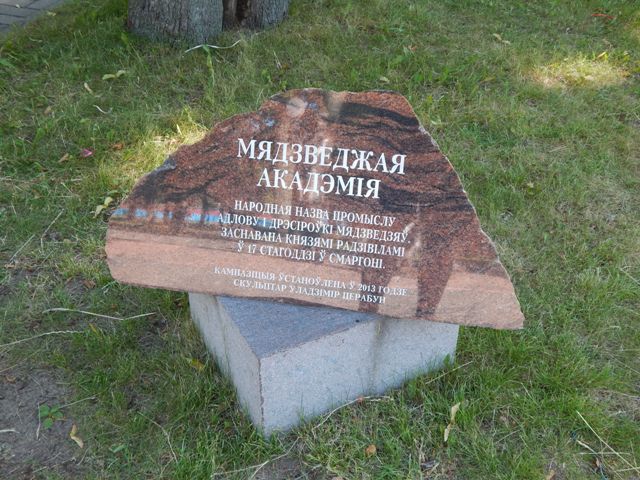 МЯДЗВЕДЖАЯ
АКАДЭМІЯ
НАРОДНАЯ НАЗВА ПРОМЫСЛУ
АДЛОВУ І ДРЭСІРОЎКІ МЯДЗВЕДЗЯЎ,
ЗАСНАВАНА КНЯЗЯМІ РАДЗІВІЛАМІ
Ў 17 СТАГОДДЗІ Ў СМАРГОНІ.
КАМПАЗІЦЫЯ ЎСТАНОЎЛЕНА Ў 2013 ГОДЗЕ
СКУЛЬПТАР УЛАДЗІМІР ЦЕРАБУН